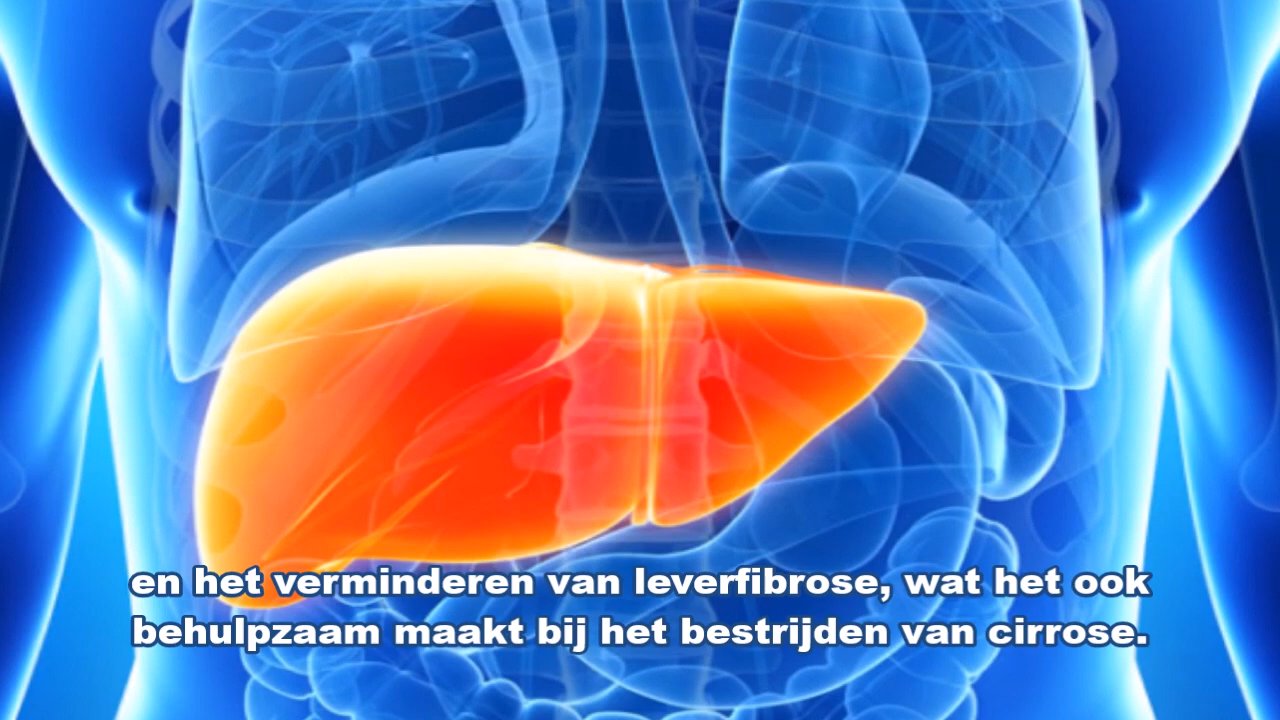 en het verminderen van leverfibrose, wat het ook
behulpzaam maakt bij het bestrijden van cirrose.